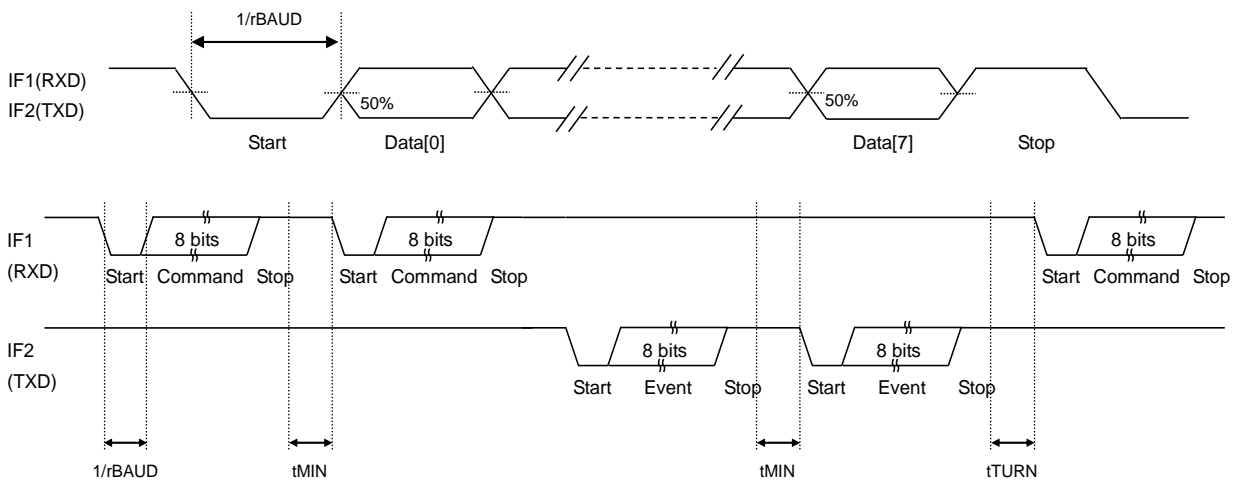 1/rBAUD
IF1(RXD)
IF2(TXD)
50%
50%
Start Data[0] Data[7] Stop
IF1
(RXD)
8 bits 8 bits 8 bits
Start Command Stop Start Command Stop Start Command Stop
IF2
(TXD)
8 bits 8 bits
Start Event Stop Start Event Stop
1/rBAUD tMIN tMIN tTURN